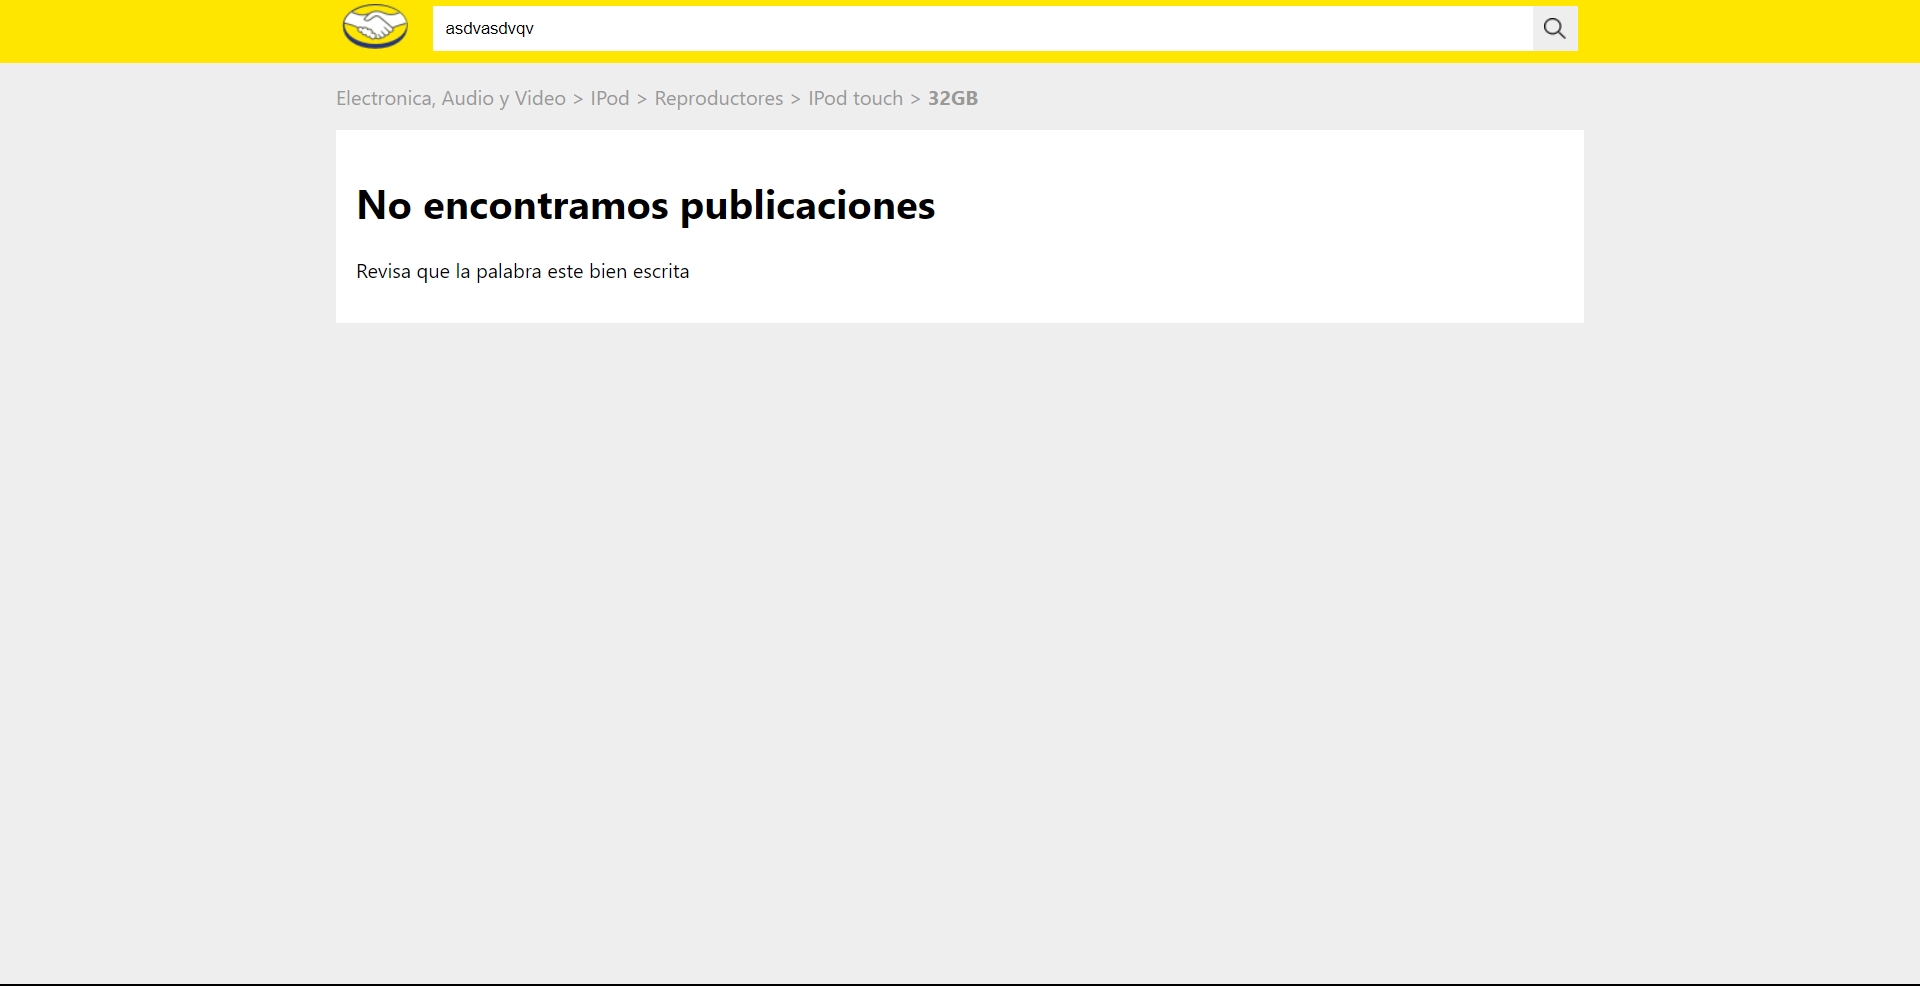 asdvasdvqv
Electronica, Audio y Video > IPod > Reproductores > IPod touch > 32GB
No encontramos publicaciones
Revisa que la palabra este bien escrita